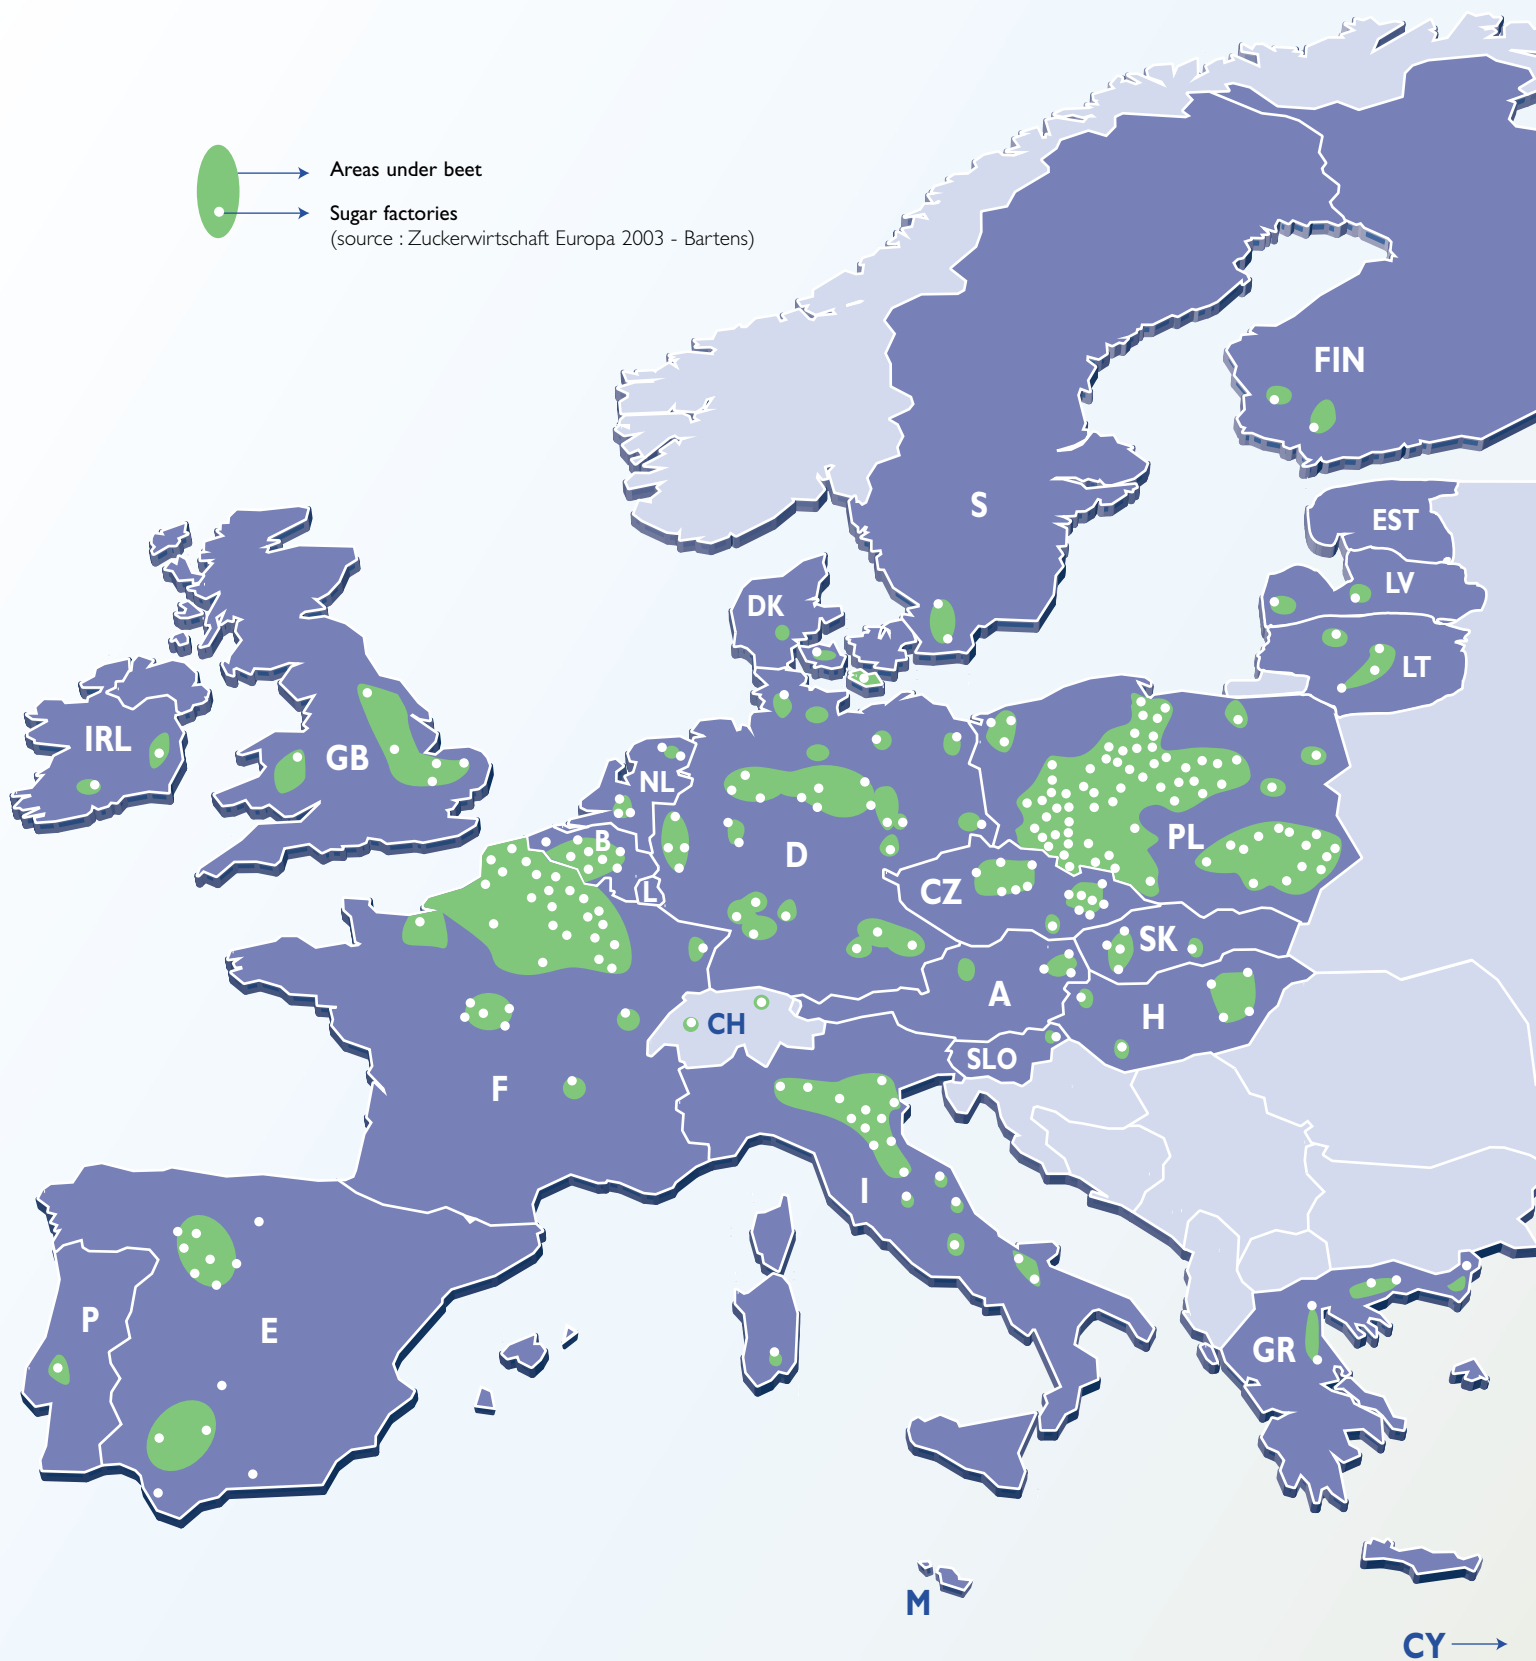 Areas under beet
Sugar factories
(source : Zuckerwirtschaft Europa 2003 - Bartens)
FIN
S
EST
LV
DK
LT
IRL
GB
NL
B
D
PL
CZ
L
SK
A
H
CH
SLO
F
I
P
E
GR
M
CY